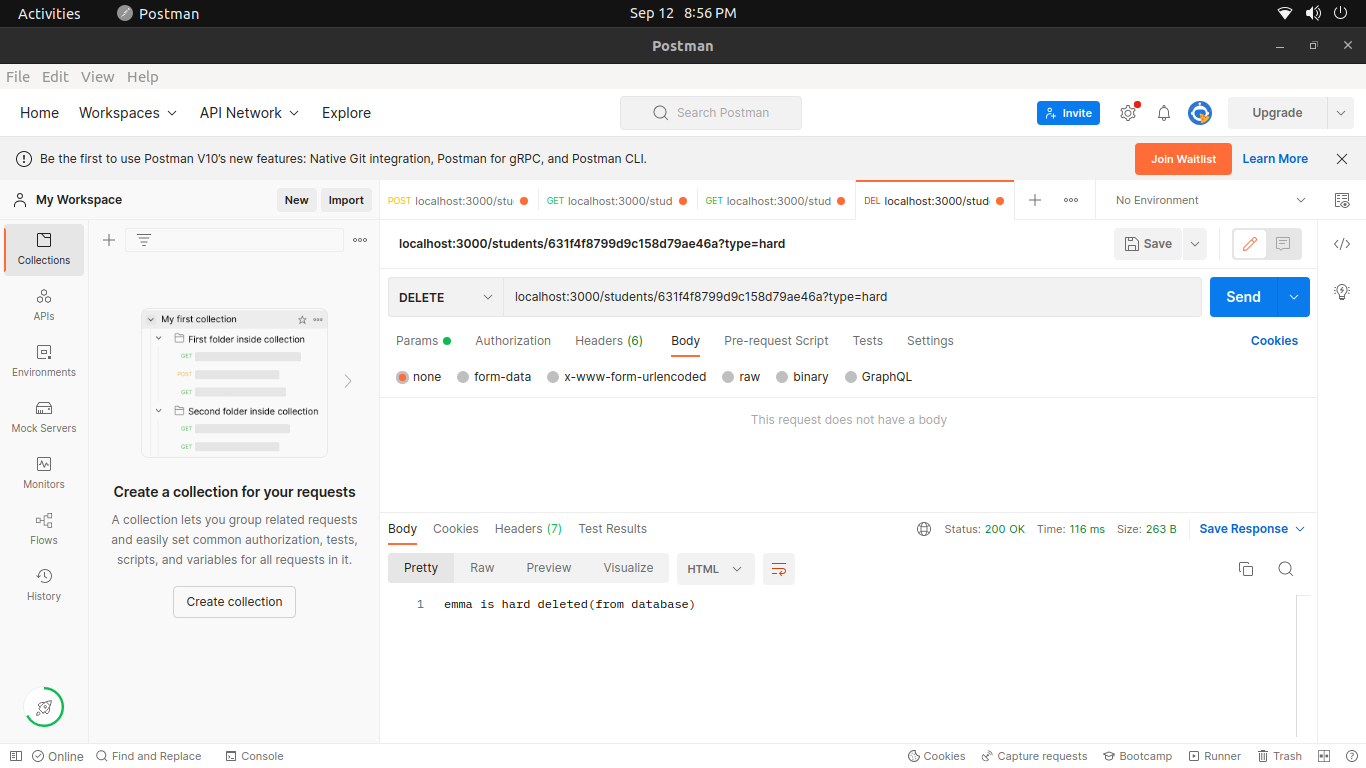 Activities Postman Sep 12 8:56 PM
Postman
File Edit View Help
Home Workspaces API Network Explore Search Postman Invite Upgrade
Be the first to use Postman V10's new features: Native Git integration, Postman for gRPC, and Postman CLI. Join Waitlist Learn More
My Workspace New Import
POST localhost:3000/stud GET localhost:3000/stud GET localhost:3000/stud DEL localhost:3000/stud No Environment
Collections
APIs
Environments
Mock Servers
Monitors
Flows
History
My first collection
First folder inside collection
GET
POST
GET
Second folder inside collection
GET
GET
Create a collection for your requests
A collection lets you group related requests
and easily set common authorization, tests,
scripts, and variables for all requests in it.
Create collection
localhost:3000/students/631f4f8799d9c158d79ae46a?type=hard Save
DELETE localhost:3000/students/631f4f8799d9c158d79ae46a?type=hard Send
Params Authorization Headers (6) Body Pre-request Script Tests Settings Cookies
none form-data x-www-form-urlencoded raw binary GraphQL
This request does not have a body
Body Cookies Headers (7) Test Results Status: 200 OK Time: 116 ms Size: 263 B Save Response
Pretty Raw Preview Visualize HTML
1 emma is hard deleted(from database)
Online Find and Replace Console Cookies Capture requests Bootcamp Runner Trash